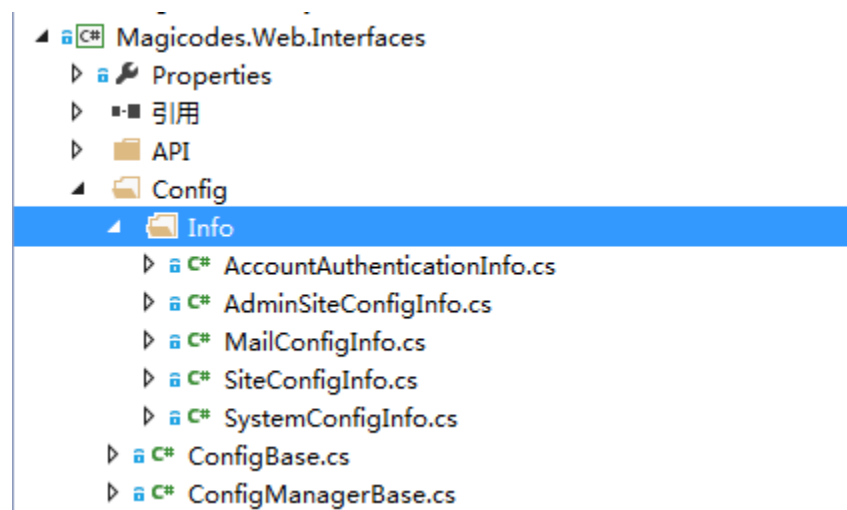 C# Magicodes.Web.Interfaces
Properties
引用
API
Config
Info
C# AccountAuthenticationInfo.cs
C# AdminSiteConfigInfo.cs
C# MailConfigInfo.cs
C# SiteConfigInfo.cs
C# SystemConfigInfo.cs
C# ConfigBase.cs
C# ConfigManagerBase.cs